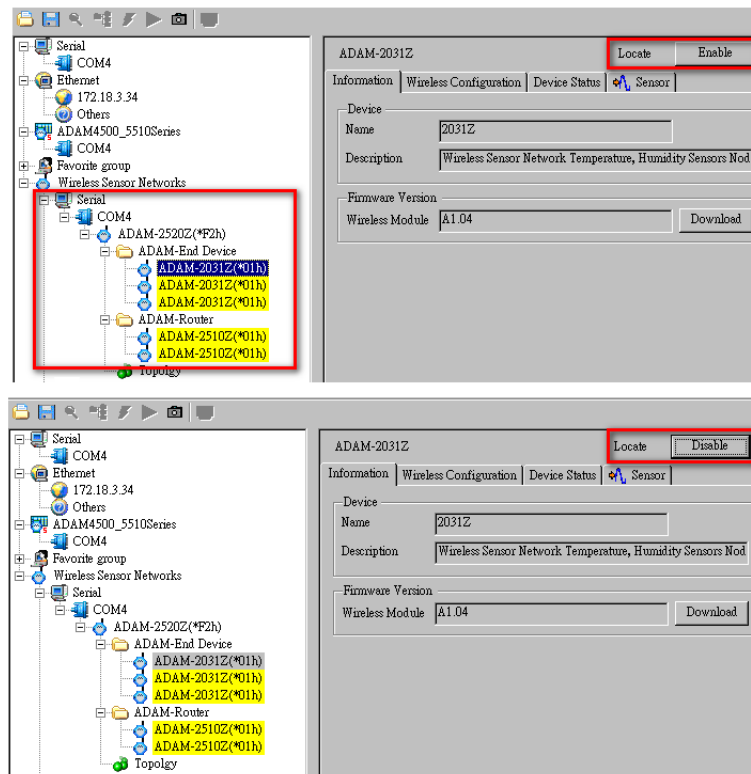 Serial
COM4
Ethernet
172.18.3.34
Others
ADAM4500_5510Series
COM4
Favorite group
Wireless Sensor Networks
Serial
COM4
ADAM-2520Z(*F2h)
ADAM-End Device
ADAM-2031Z(*01h)
ADAM-2031Z(*01h)
ADAM-2031Z(*01h)
ADAM-Router
ADAM-2510Z(*01h)
ADAM-2510Z(*01h)
Topolgy
ADAM-2031Z Locate Enable
Information Wireless Configuration Device Status Sensor
Device
Name 2031Z
Description Wireless Sensor Network Temperature, Humidity Sensors Nod
Firmware Version
Wireless Module A1.04 Download
Serial
COM4
Ethernet
172.18.3.34
Others
ADAM4500_5510Series
COM4
Favorite group
Wireless Sensor Networks
Serial
COM4
ADAM-2520Z(*F2h)
ADAM-End Device
ADAM-2031Z(*01h)
ADAM-2031Z(*01h)
ADAM-2031Z(*01h)
ADAM-Router
ADAM-2510Z(*01h)
ADAM-2510Z(*01h)
Topolgy
ADAM-2031Z Locate Disable
Information Wireless Configuration Device Status Sensor
Device
Name 2031Z
Description Wireless Sensor Network Temperature, Humidity Sensors Nod
Firmware Version
Wireless Module A1.04 Download